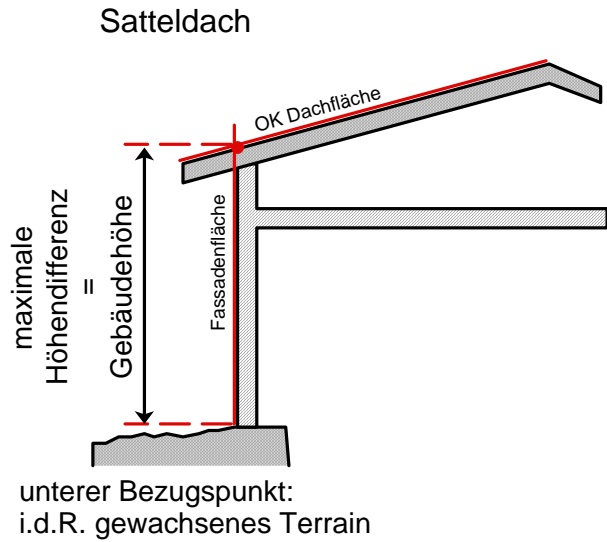 Satteldach
OK Dachfläche
maximale
Höhendifferenz
=
Gebäudehöhe
Fassadenfläche
unterer Bezugspunkt:
i.d.R. gewachsenes Terrain